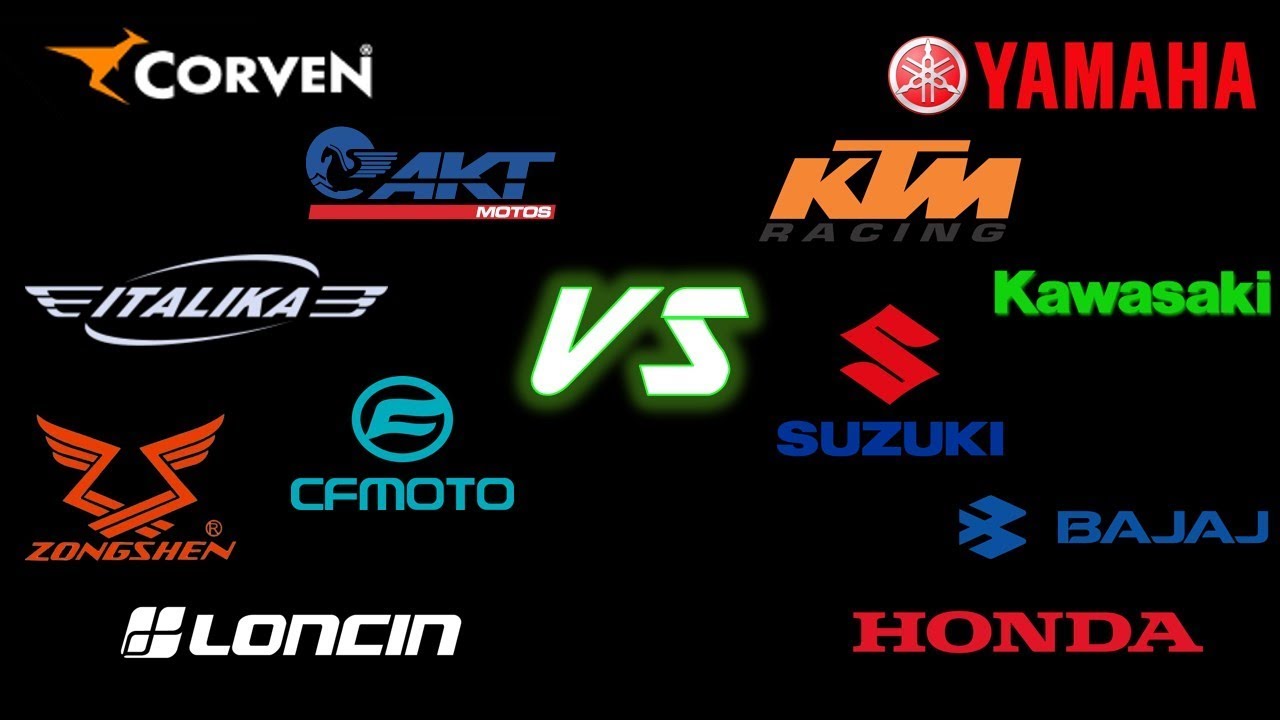 CORVEN®
YAMAHA
AKT
MOTOS
KTM
RACING
ITALIKA
VS
Kawasaki
SUZUKI
CFMOTO
ZONGSHEN®
BAJAJ
LONCIN
HONDA